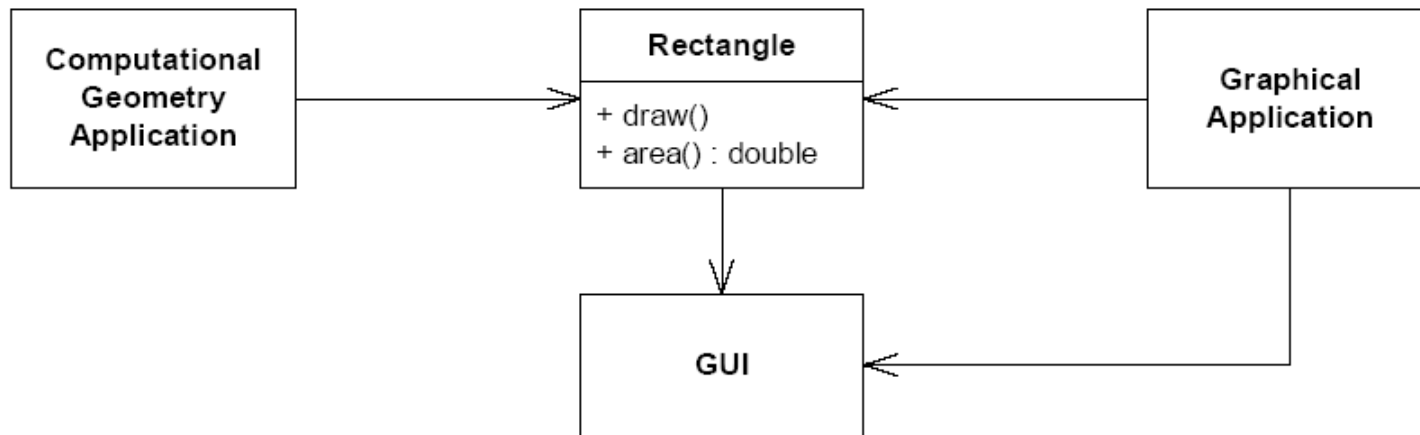 Computational
Geometry
Application
Rectangle
+ draw()
+ area() : double
Graphical
Application
GUI